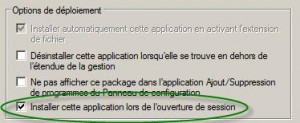 Options de déploiement
Installer automatiquement cette application en activant l'extension
de fichier
Désinstaller cette application lorsqu'elle se trouve en dehors de
l'étendue de la gestion
Ne pas afficher ce package dans l'application Ajout/Suppression
de programmes du Panneau de configuration
Installer cette application lors de l'ouverture de session